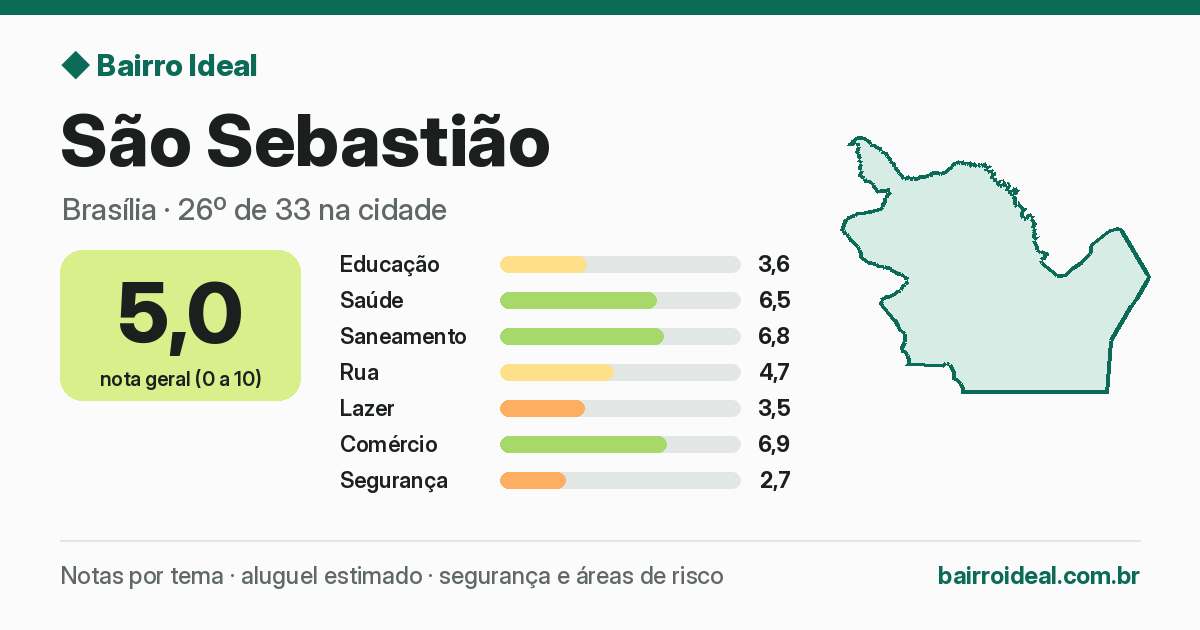 Bairro Ideal
São Sebastião
Brasília · 26º de 33 na cidade
5,0
nota geral (0 a 10)
Educação 3,6
Saúde 6,5
Saneamento 6,8
Rua 4,7
Lazer 3,5
Comércio 6,9
Segurança 2,7
Notas por tema · aluguel estimado · segurança e áreas de risco
bairroideal.com.br